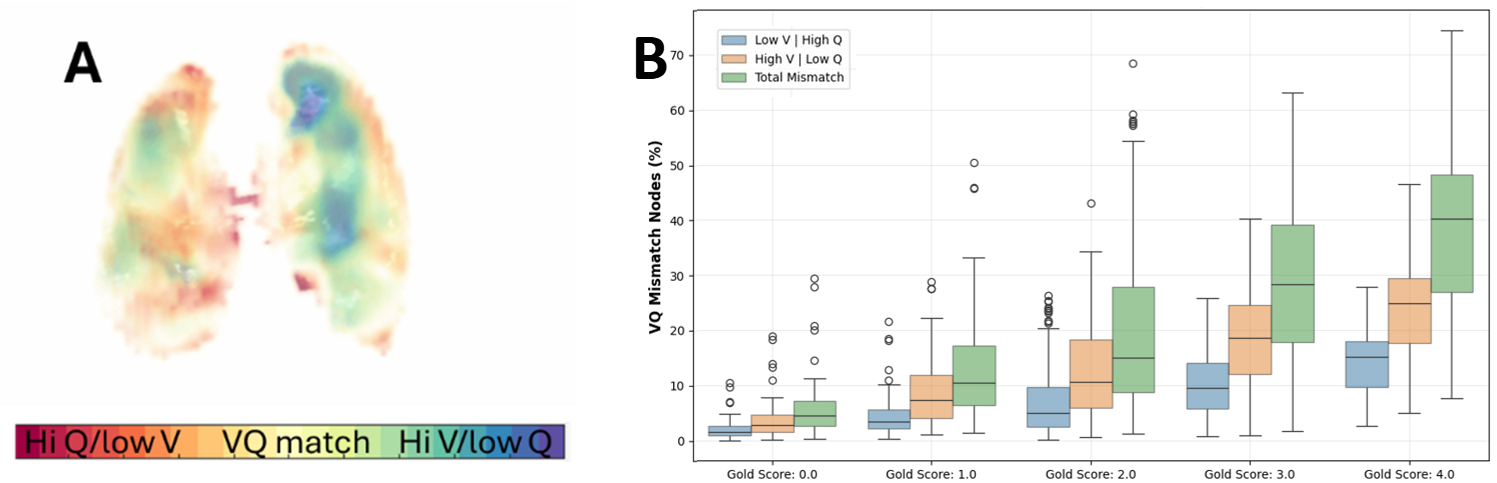 A
Hi Q/low V VQ match Hi V/low Q
B
Low V | High Q
High V | Low Q
Total Mismatch
VQ Mismatch Nodes (%)
70
60
50
40
30
20
10
0
Gold Score: 0.0 Gold Score: 1.0 Gold Score: 2.0 Gold Score: 3.0 Gold Score: 4.0